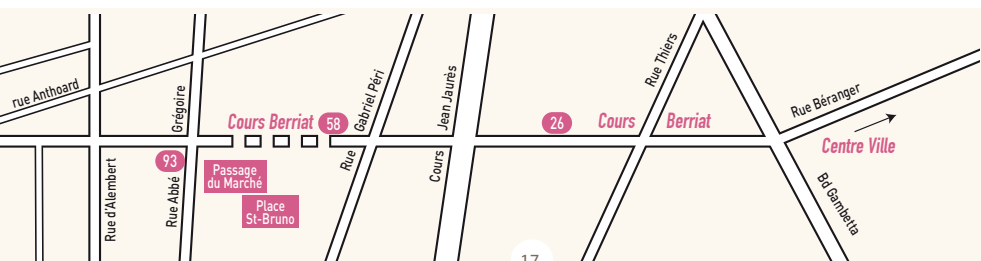 rue Anthoard
Rue d'Alembert
Rue Abbé
Grégoire
93
Cours Berriat
58
Passage
du Marché
Place
St-Bruno
Rue
Gabriel Péri
Cours
Jean Jaurès
26
Cours
Berriat
Rue Thiers
Rue Béranger
Centre Ville
Bd Gambetta
17